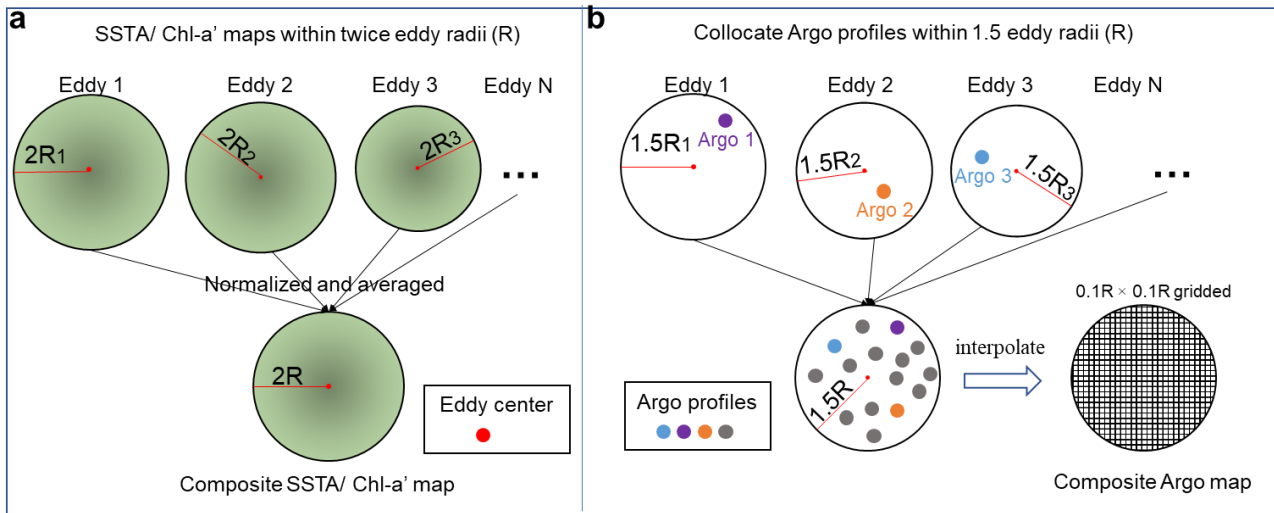 a
SSTA/ Chl-a’ maps within twice eddy radii (R)
Eddy 1
Eddy 2
Eddy 3
Eddy N
2R1
2R2
2R3
...
Normalized and averaged
2R
Eddy center
Composite SSTA/ Chl-a’ map
b
Collocate Argo profiles within 1.5 eddy radii (R)
Eddy 1
Eddy 2
Eddy 3
Eddy N
1.5R1
Argo 1
1.5R2
Argo 2
Argo 3
1.5R3
...
0.1R × 0.1R gridded
interpolate
1.5R
Argo profiles
Composite Argo map